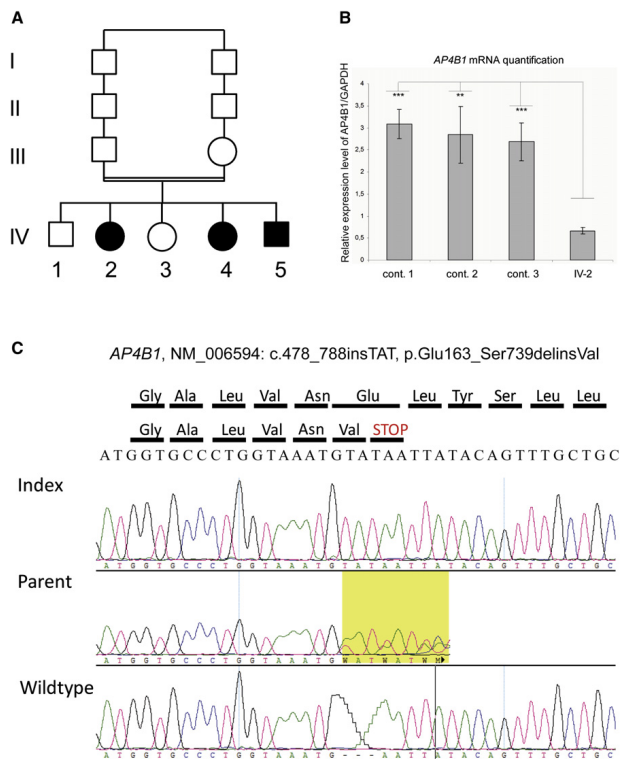 A
I
II
III
IV
1 2 3 4 5
B
AP4B1 mRNA quantification
Relative expression level of AP4B1/GAPDH
4
3,5
3
2,5
2
1,5
1
0,5
0
*** ** ***
cont. 1 cont. 2 cont. 3 IV-2
C
AP4B1, NM_006594: c.478_788insTAT, p.Glu163_Ser739delinsVal
Gly Ala Leu Val Asn Glu Leu Tyr Ser Leu Leu
Gly Ala Leu Val Asn Val STOP
ATGGTGCCCTGGTAAATGTATAATTATACAGTTTGCTGC
Index
ATGGTGCCCTGGTAAATGTATAATTATACAGTTTGCTGC
Parent
ATGGTGCCCTGGTAAATGWATWATWM
Wildtype
ATGGTGCCCTGGTAAATG---AATTATACAGTTTGCTGC